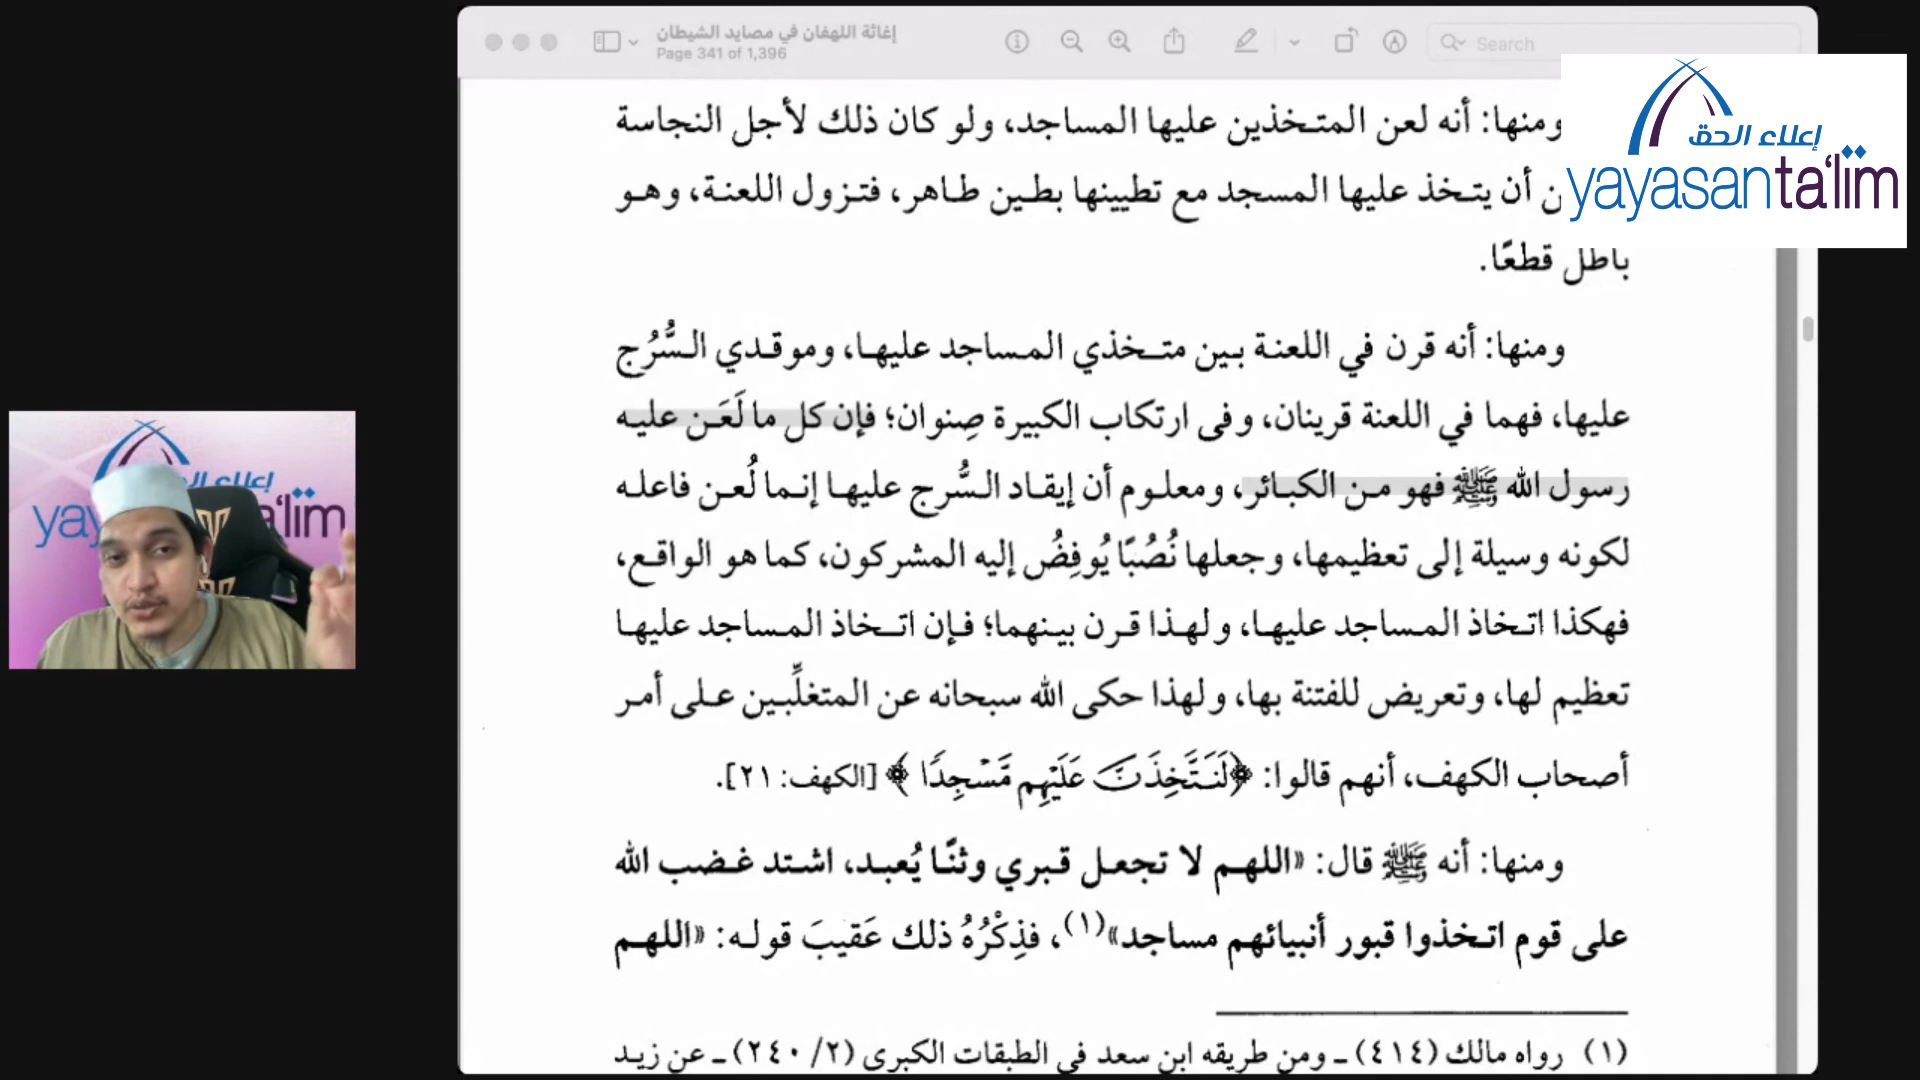 إغاثة اللهفان في مصايد الشيطان
Page 341 of 1,396
Search
إعلاء الحق
yayasanta'lim
ومنها: أنه لعن المتخذين عليها المساجد، ولو كان ذلك لأجل النجاسة
أن يتخذ عليها المسجد مع تطيينها بطين طاهر، فتزول اللعنة، وهو
باطل قطعًا.
ومنها: أنه قرن في اللعنة بين متخذي المساجد عليها، وموقدي السُّرُج
عليها، فهما في اللعنة قرينان، وفى ارتكاب الكبيرة صِنوان؛ فإن كل ما لَعَن عليه
رسول الله ﷺ فهو من الكبائر، ومعلوم أن إيقاد السُّرج عليها إنما لُعن فاعله
لكونه وسيلة إلى تعظيمها، وجعلها نُصُبًا يُوفِضُ إليه المشركون، كما هو الواقع،
فهكذا اتخاذ المساجد عليها، ولهذا قرن بينهما؛ فإن اتخاذ المساجد عليها
تعظيم لها، وتعريض للفتنة بها، ولهذا حكى الله سبحانه عن المتغلِّبين على أمر
أصحاب الكهف، أنهم قالوا: ﴿لَنَتَّخِذَنَّ عَلَيْهِم مَّسْجِدًا﴾ [الكهف: ٢١].
ومنها: أنه ﷺ قال: «اللهم لا تجعل قبري وثنًا يُعبد، اشتد غضب الله
على قوم اتخذوا قبور أنبيائهم مساجد»(١)، فذِكْرُهُ ذلك عَقيبَ قوله: «اللهم
(١) رواه مالك (٤١٤) ـ ومن طريقه ابن سعد في الطبقات الكبرى (٢/ ٢٤٠) ـ عن زيد